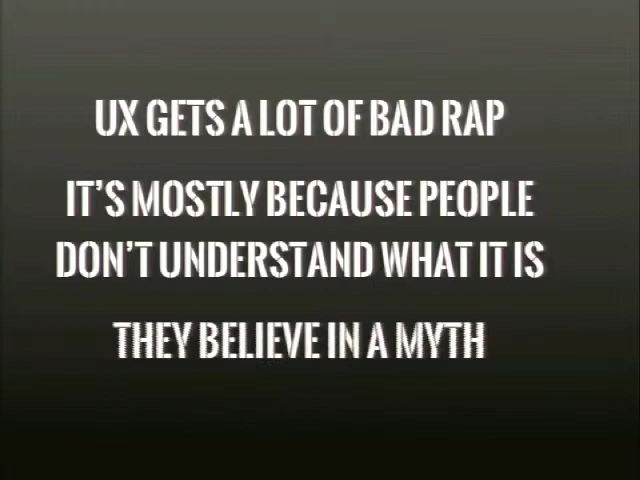 UX GETS A LOT OF BAD RAP
IT'S MOSTLY BECAUSE PEOPLE
DON'T UNDERSTAND WHAT IT IS
THEY BELIEVE IN A MYTH